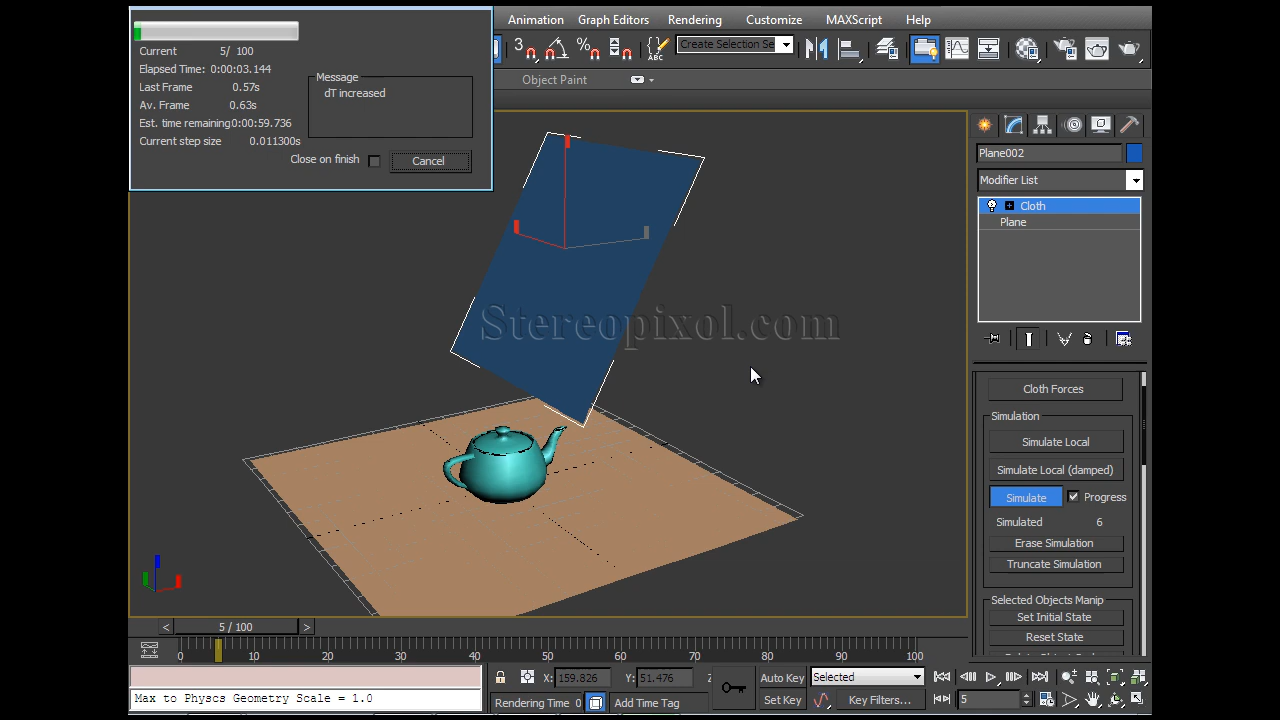 Animation Graph Editors Rendering Customize MAXScript Help
Current 5/ 100
Elapsed Time: 0:00:03.144
Last Frame 0.57s
Av. Frame 0.63s
Est. time remaining0:00:59.736
Current step size 0.011300s
Message
dT increased
Close on finish
Cancel
3
ABC
Create Selection Se
Object Paint
Plane002
Modifier List
Cloth
Plane
Stereopixol.com
Cloth Forces
Simulation
Simulate Local
Simulate Local (damped)
Simulate Progress
Simulated 6
Erase Simulation
Truncate Simulation
Selected Objects Manip
Set Initial State
Reset State
< 5 / 100 >
0 10 20 30 40 50 60 70 80 90 100
X: 159.826 Y: 51.476
Auto Key Selected
Max to Physcs Geometry Scale = 1.0
Rendering Time 0 Add Time Tag
Set Key Key Filters... 5